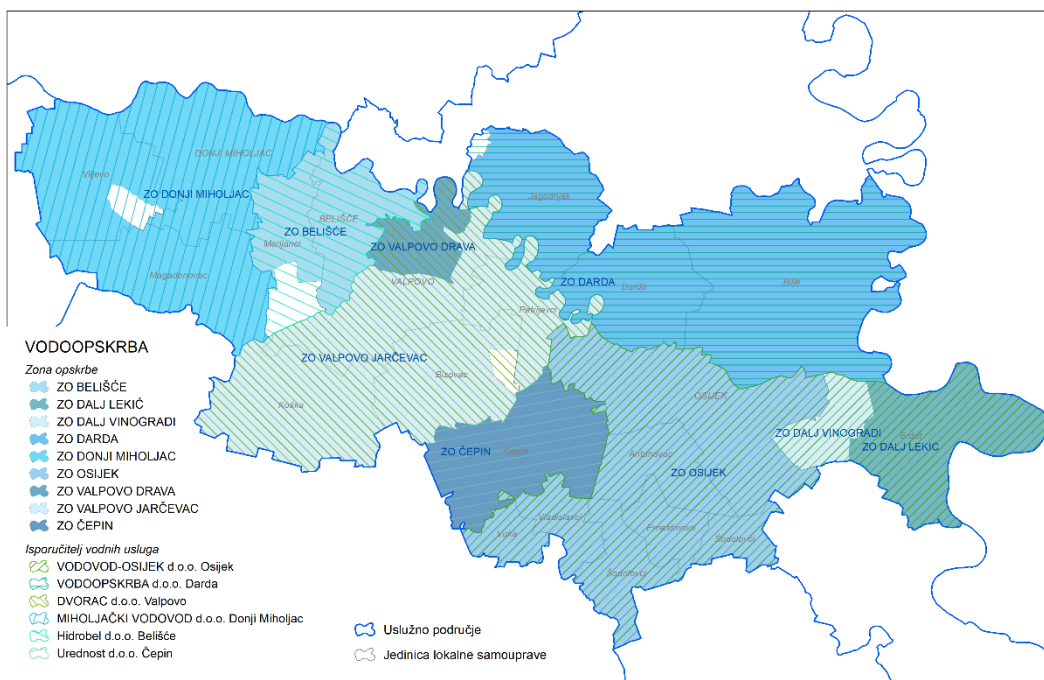 DONJI MIHOLJAC
Viljevo
ZO DONJI MIHOLJAC
Jagodnjak
BELIŠĆE
ZO BELIŠĆE
Marijanci
ZO VALPOVO DRAVA
Magadenovac
VALPOVO
ZO DARDA
Darda
Bilje
Petrijevci
ZO VALPOVO JARČEVAC
Bizovac
Koška
OSIJEK
ZO DALJ VINOGRADI
Erdut
ZO DALJ LEKIĆ
ZO ČEPIN
Čepin
Antunovac
ZO OSIJEK
Vladislavci
Vuka
Ernestinovo
Šodolovci
Šodolovci
VODOOPSKRBA
Zona opskrbe
ZO BELIŠĆE
ZO DALJ LEKIĆ
ZO DALJ VINOGRADI
ZO DARDA
ZO DONJI MIHOLJAC
ZO OSIJEK
ZO VALPOVO DRAVA
ZO VALPOVO JARČEVAC
ZO ČEPIN
Isporučitelj vodnih usluga
VODOVOD-OSIJEK d.o.o. Osijek
VODOOPSKRBA d.o.o. Darda
DVORAC d.o.o. Valpovo
MIHOLJAČKI VODOVOD d.o.o. Donji Miholjac
Hidrobel d.o.o. Belišće
Urednost d.o.o. Čepin
Uslužno područje
Jedinica lokalne samouprave